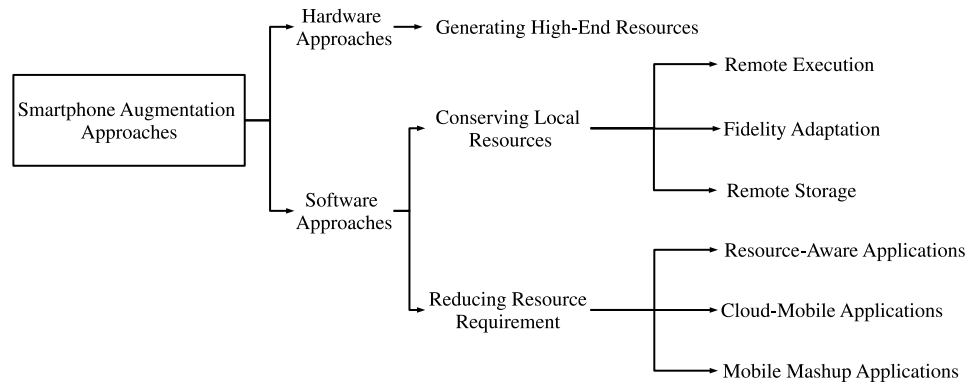 Smartphone Augmentation
Approaches
Hardware
Approaches
Generating High-End Resources
Software
Approaches
Conserving Local
Resources
Remote Execution
Fidelity Adaptation
Remote Storage
Reducing Resource
Requirement
Resource-Aware Applications
Cloud-Mobile Applications
Mobile Mashup Applications